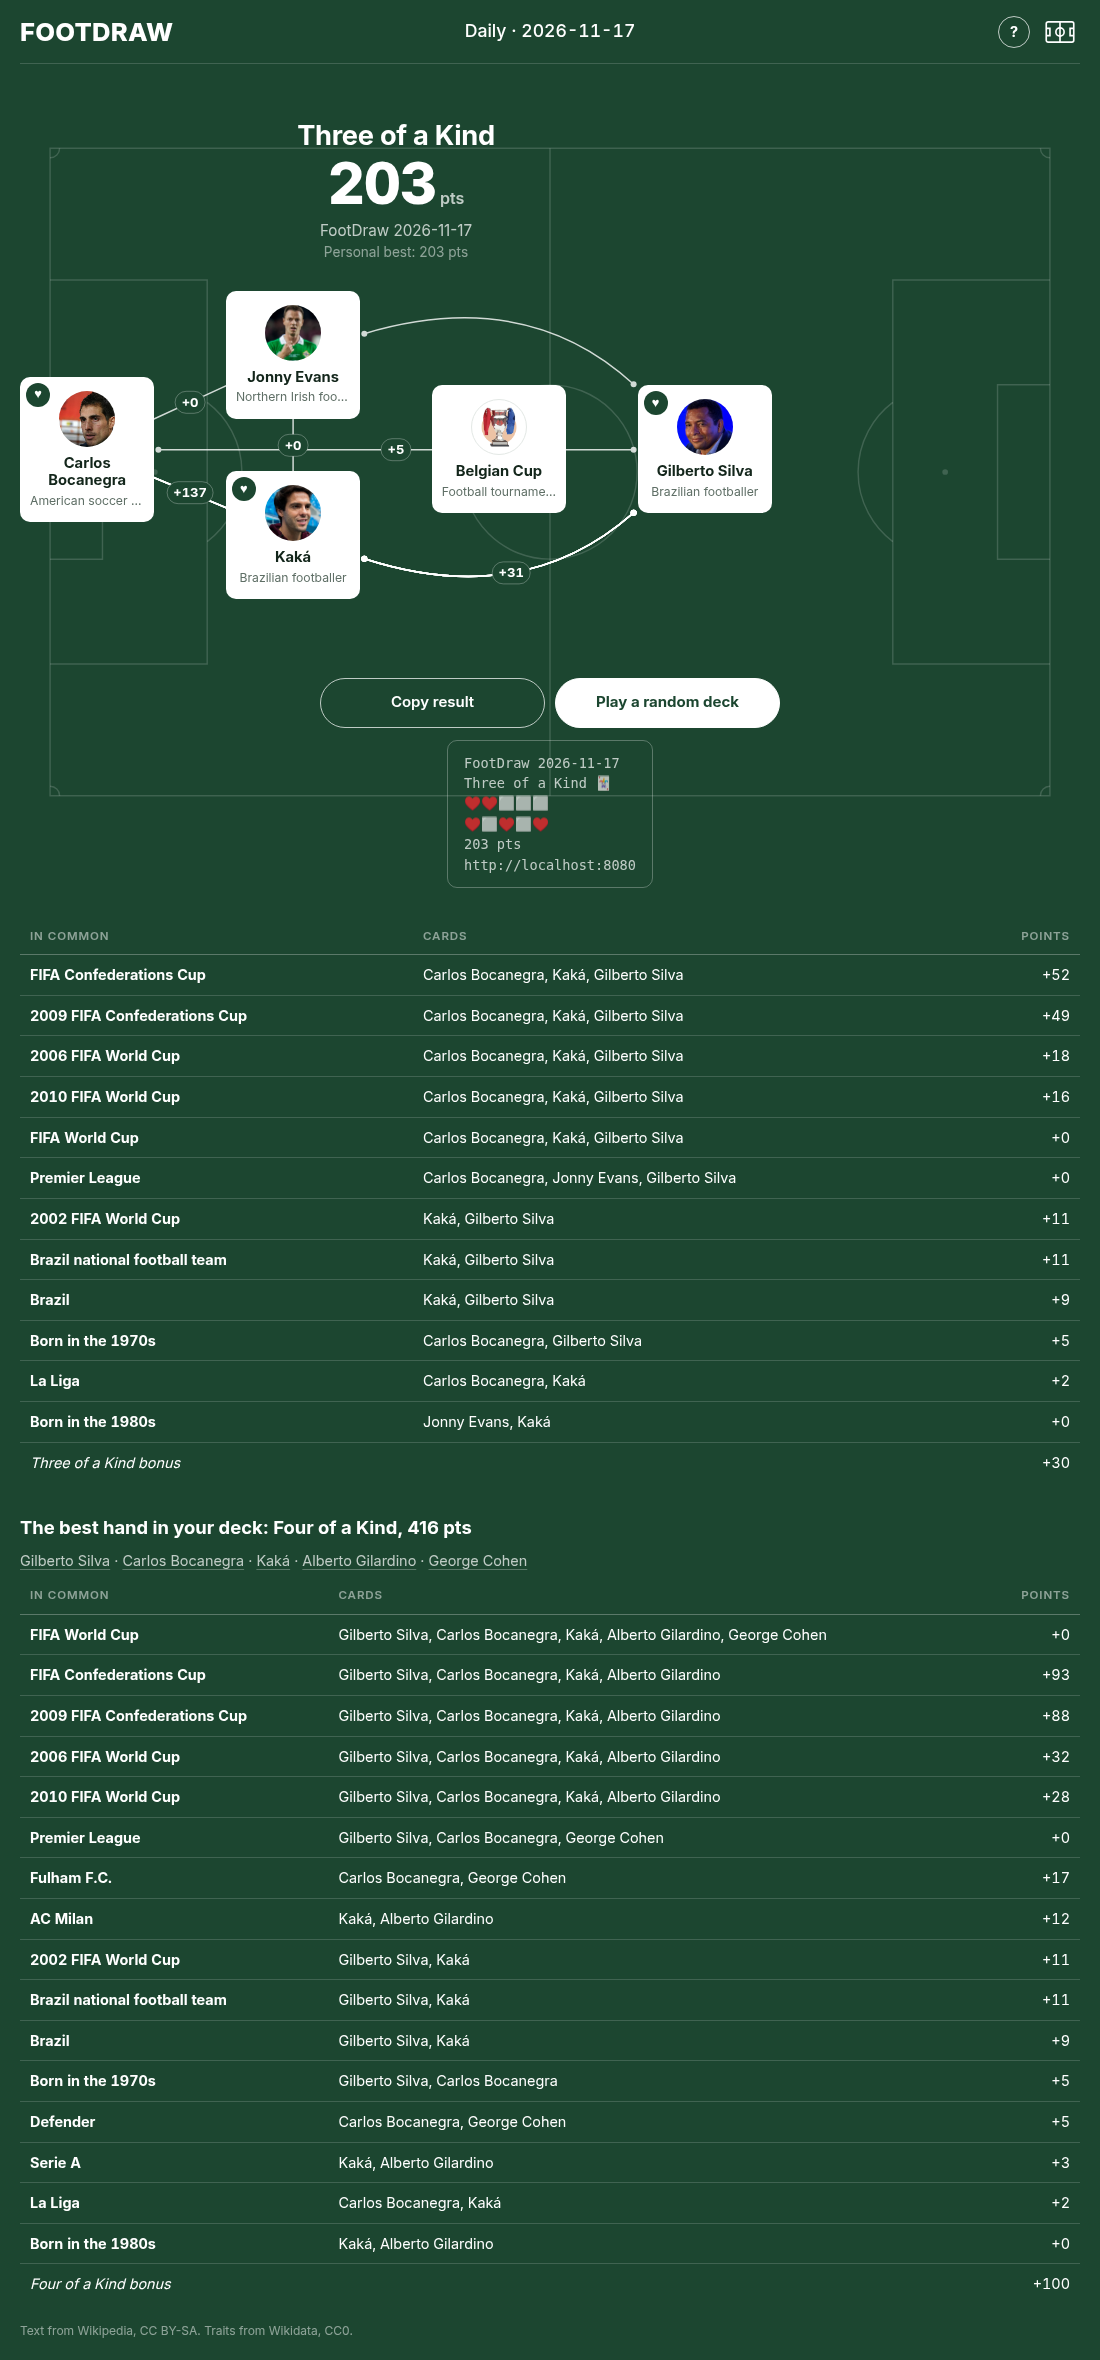 FOOTDRAW
Daily · 2026-11-17
?
Three of a Kind
203 pts
FootDraw 2026-11-17
Personal best: 203 pts
Jonny Evans
Northern Irish foo...
Carlos
Bocanegra
American soccer ...
+0
+0
+5
+137
Belgian Cup
Football tourname...
Gilberto Silva
Brazilian footballer
Kaká
Brazilian footballer
+31
Copy result
Play a random deck
FootDraw 2026-11-17
Three of a Kind 🃏
♥♥⬜⬜⬜
♥⬜♥⬜♥
203 pts
http://localhost:8080
IN COMMON CARDS POINTS
FIFA Confederations Cup Carlos Bocanegra, Kaká, Gilberto Silva +52
2009 FIFA Confederations Cup Carlos Bocanegra, Kaká, Gilberto Silva +49
2006 FIFA World Cup Carlos Bocanegra, Kaká, Gilberto Silva +18
2010 FIFA World Cup Carlos Bocanegra, Kaká, Gilberto Silva +16
FIFA World Cup Carlos Bocanegra, Kaká, Gilberto Silva +0
Premier League Carlos Bocanegra, Jonny Evans, Gilberto Silva +0
2002 FIFA World Cup Kaká, Gilberto Silva +11
Brazil national football team Kaká, Gilberto Silva +11
Brazil Kaká, Gilberto Silva +9
Born in the 1970s Carlos Bocanegra, Gilberto Silva +5
La Liga Carlos Bocanegra, Kaká +2
Born in the 1980s Jonny Evans, Kaká +0
Three of a Kind bonus +30
The best hand in your deck: Four of a Kind, 416 pts
Gilberto Silva · Carlos Bocanegra · Kaká · Alberto Gilardino · George Cohen
IN COMMON CARDS POINTS
FIFA World Cup Gilberto Silva, Carlos Bocanegra, Kaká, Alberto Gilardino, George Cohen +0
FIFA Confederations Cup Gilberto Silva, Carlos Bocanegra, Kaká, Alberto Gilardino +93
2009 FIFA Confederations Cup Gilberto Silva, Carlos Bocanegra, Kaká, Alberto Gilardino +88
2006 FIFA World Cup Gilberto Silva, Carlos Bocanegra, Kaká, Alberto Gilardino +32
2010 FIFA World Cup Gilberto Silva, Carlos Bocanegra, Kaká, Alberto Gilardino +28
Premier League Gilberto Silva, Carlos Bocanegra, George Cohen +0
Fulham F.C. Carlos Bocanegra, George Cohen +17
AC Milan Kaká, Alberto Gilardino +12
2002 FIFA World Cup Gilberto Silva, Kaká +11
Brazil national football team Gilberto Silva, Kaká +11
Brazil Gilberto Silva, Kaká +9
Born in the 1970s Gilberto Silva, Carlos Bocanegra +5
Defender Carlos Bocanegra, George Cohen +5
Serie A Kaká, Alberto Gilardino +3
La Liga Carlos Bocanegra, Kaká +2
Born in the 1980s Kaká, Alberto Gilardino +0
Four of a Kind bonus +100
Text from Wikipedia, CC BY-SA. Traits from Wikidata, CC0.